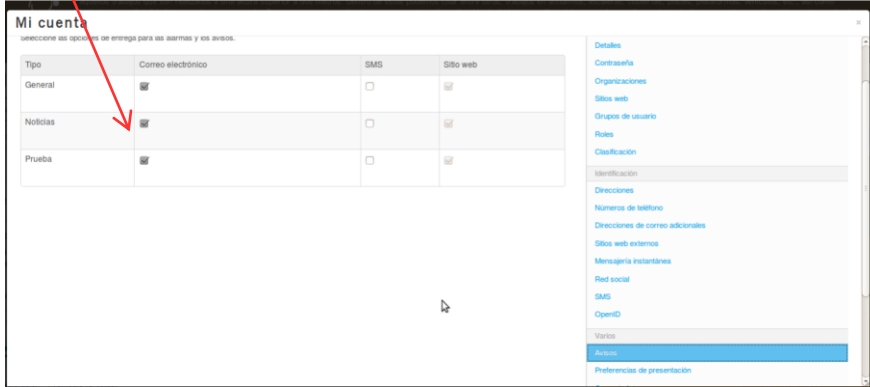 Mi cuenta
Seleccione las opciones de entrega para las alarmas y los avisos.
Tipo Correo electrónico SMS Sitio web
General
Noticias
Prueba
Detalles
Contraseña
Organizaciones
Sitios web
Grupos de usuario
Roles
Clasificación
Identificación
Direcciones
Números de teléfono
Direcciones de correo adicionales
Sitios web externos
Mensajería instantánea
Red social
SMS
OpenID
Varios
Avisos
Preferencias de presentación